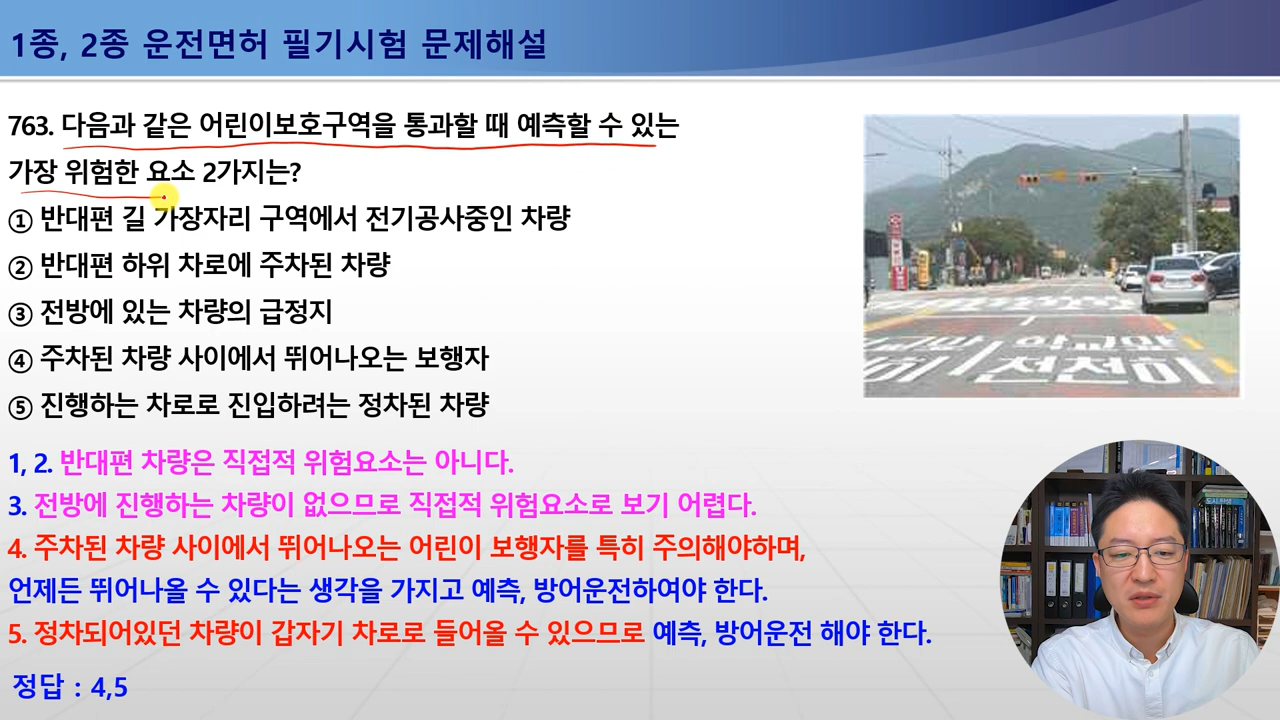 1종, 2종 운전면허 필기시험 문제해설
763. 다음과 같은 어린이보호구역을 통과할 때 예측할 수 있는
가장 위험한 요소 2가지는?
① 반대편 길 가장자리 구역에서 전기공사중인 차량
② 반대편 하위 차로에 주차된 차량
③ 전방에 있는 차량의 급정지
④ 주차된 차량 사이에서 뛰어나오는 보행자
⑤ 진행하는 차로로 진입하려는 정차된 차량
천천히
1, 2. 반대편 차량은 직접적 위험요소는 아니다.
3. 전방에 진행하는 차량이 없으므로 직접적 위험요소로 보기 어렵다.
4. 주차된 차량 사이에서 뛰어나오는 어린이 보행자를 특히 주의해야하며,
언제든 뛰어나올 수 있다는 생각을 가지고 예측, 방어운전하여야 한다.
5. 정차되어있던 차량이 갑자기 차로로 들어올 수 있으므로 예측, 방어운전 해야 한다.
정답 : 4,5